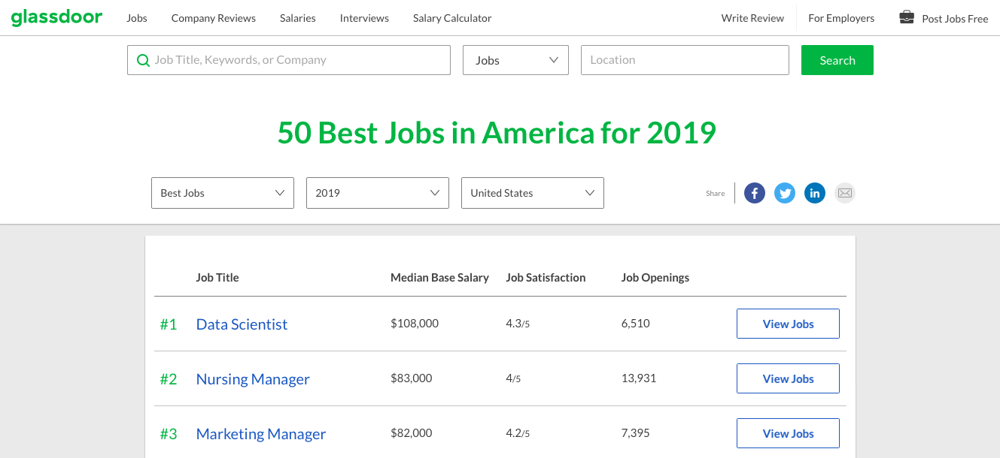 glassdoor Jobs Company Reviews Salaries Interviews Salary Calculator Write Review For Employers Post Jobs Free
Job Title, Keywords, or Company Jobs Location Search
50 Best Jobs in America for 2019
Best Jobs 2019 United States Share
Job Title Median Base Salary Job Satisfaction Job Openings
#1 Data Scientist $108,000 4.3/5 6,510 View Jobs
#2 Nursing Manager $83,000 4/5 13,931 View Jobs
#3 Marketing Manager $82,000 4.2/5 7,395 View Jobs